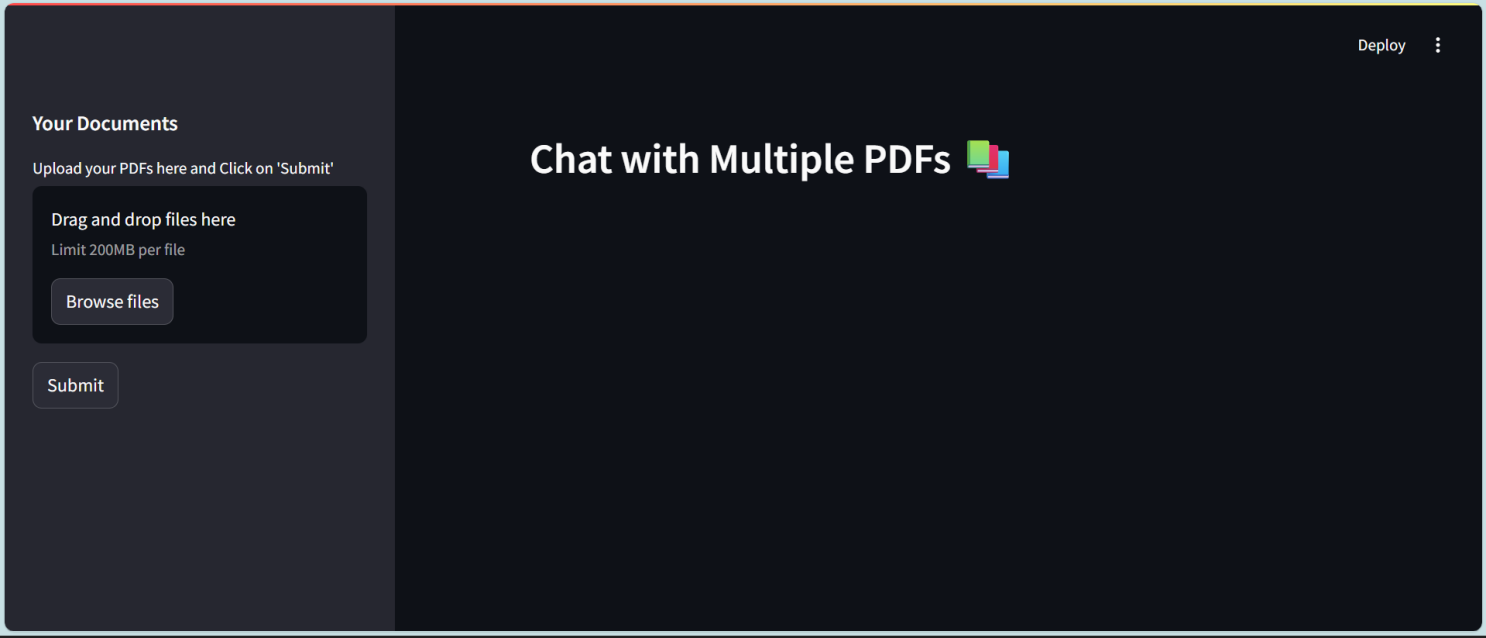 Deploy
Your Documents
Upload your PDFs here and Click on 'Submit'
Drag and drop files here
Limit 200MB per file
Browse files
Submit
Chat with Multiple PDFs